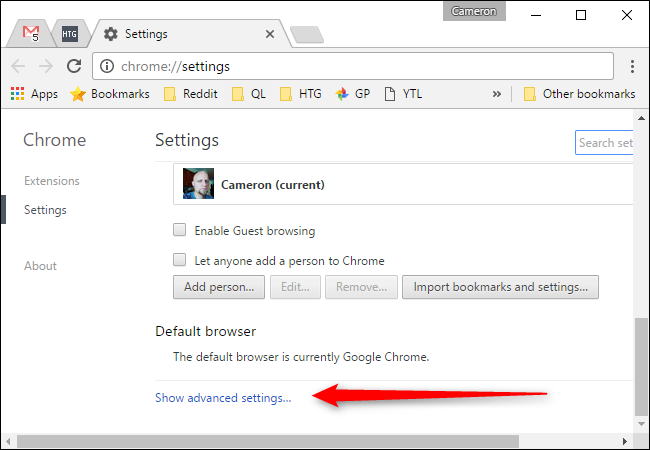 Cameron
5
HTG
Settings
chrome://settings
Apps Bookmarks Reddit QL HTG GP YTL » Other bookmarks
Chrome
Settings
Search set
Extensions
Settings
About
Cameron (current)
Enable Guest browsing
Let anyone add a person to Chrome
Add person... Edit... Remove... Import bookmarks and settings...
Default browser
The default browser is currently Google Chrome.
Show advanced settings...